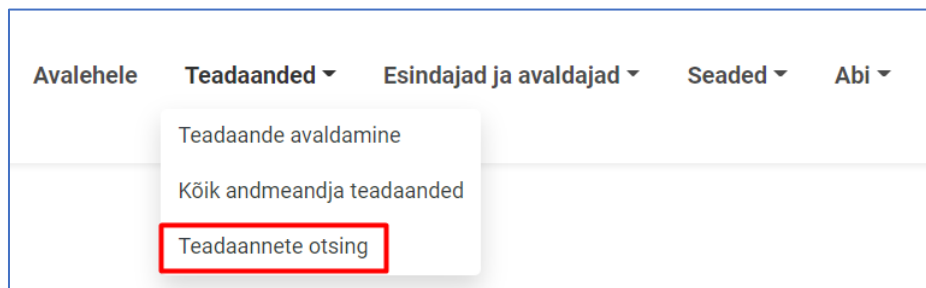 Avalehele Teadaanded Esindajad ja avaldajad Seaded Abi
Teadaande avaldamine
Kõik andmeandja teadaanded
Teadaannete otsing